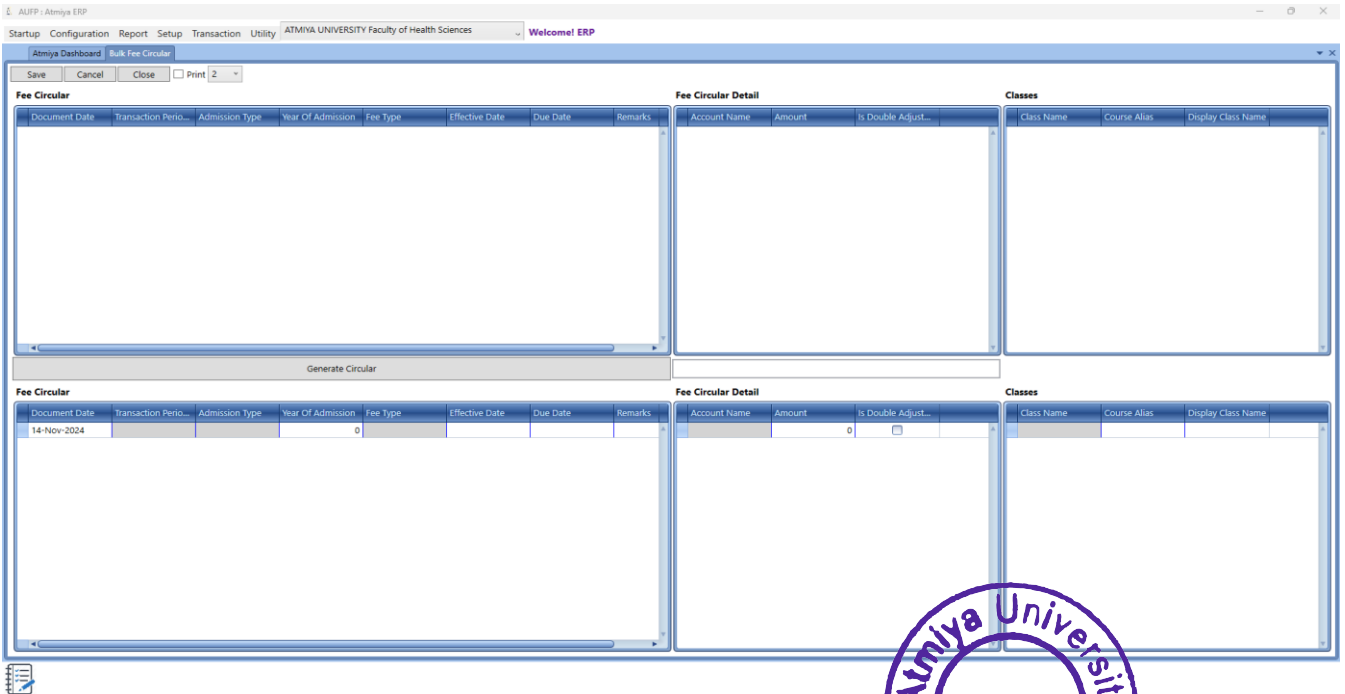 AUFP : Atmiya ERP
Startup Configuration Report Setup Transaction Utility ATMIYA UNIVERSITY Faculty of Health Sciences Welcome! ERP
Atmiya Dashboard Bulk Fee Circular
Save Cancel Close Print 2
Fee Circular Fee Circular Detail Classes
Document Date Transaction Perio... Admission Type Year Of Admission Fee Type Effective Date Due Date Remarks Account Name Amount Is Double Adjust... Class Name Course Alias Display Class Name
Generate Circular
Fee Circular Fee Circular Detail Classes
Document Date Transaction Perio... Admission Type Year Of Admission Fee Type Effective Date Due Date Remarks Account Name Amount Is Double Adjust... Class Name Course Alias Display Class Name
14-Nov-2024 0 0
Atmiya Universit